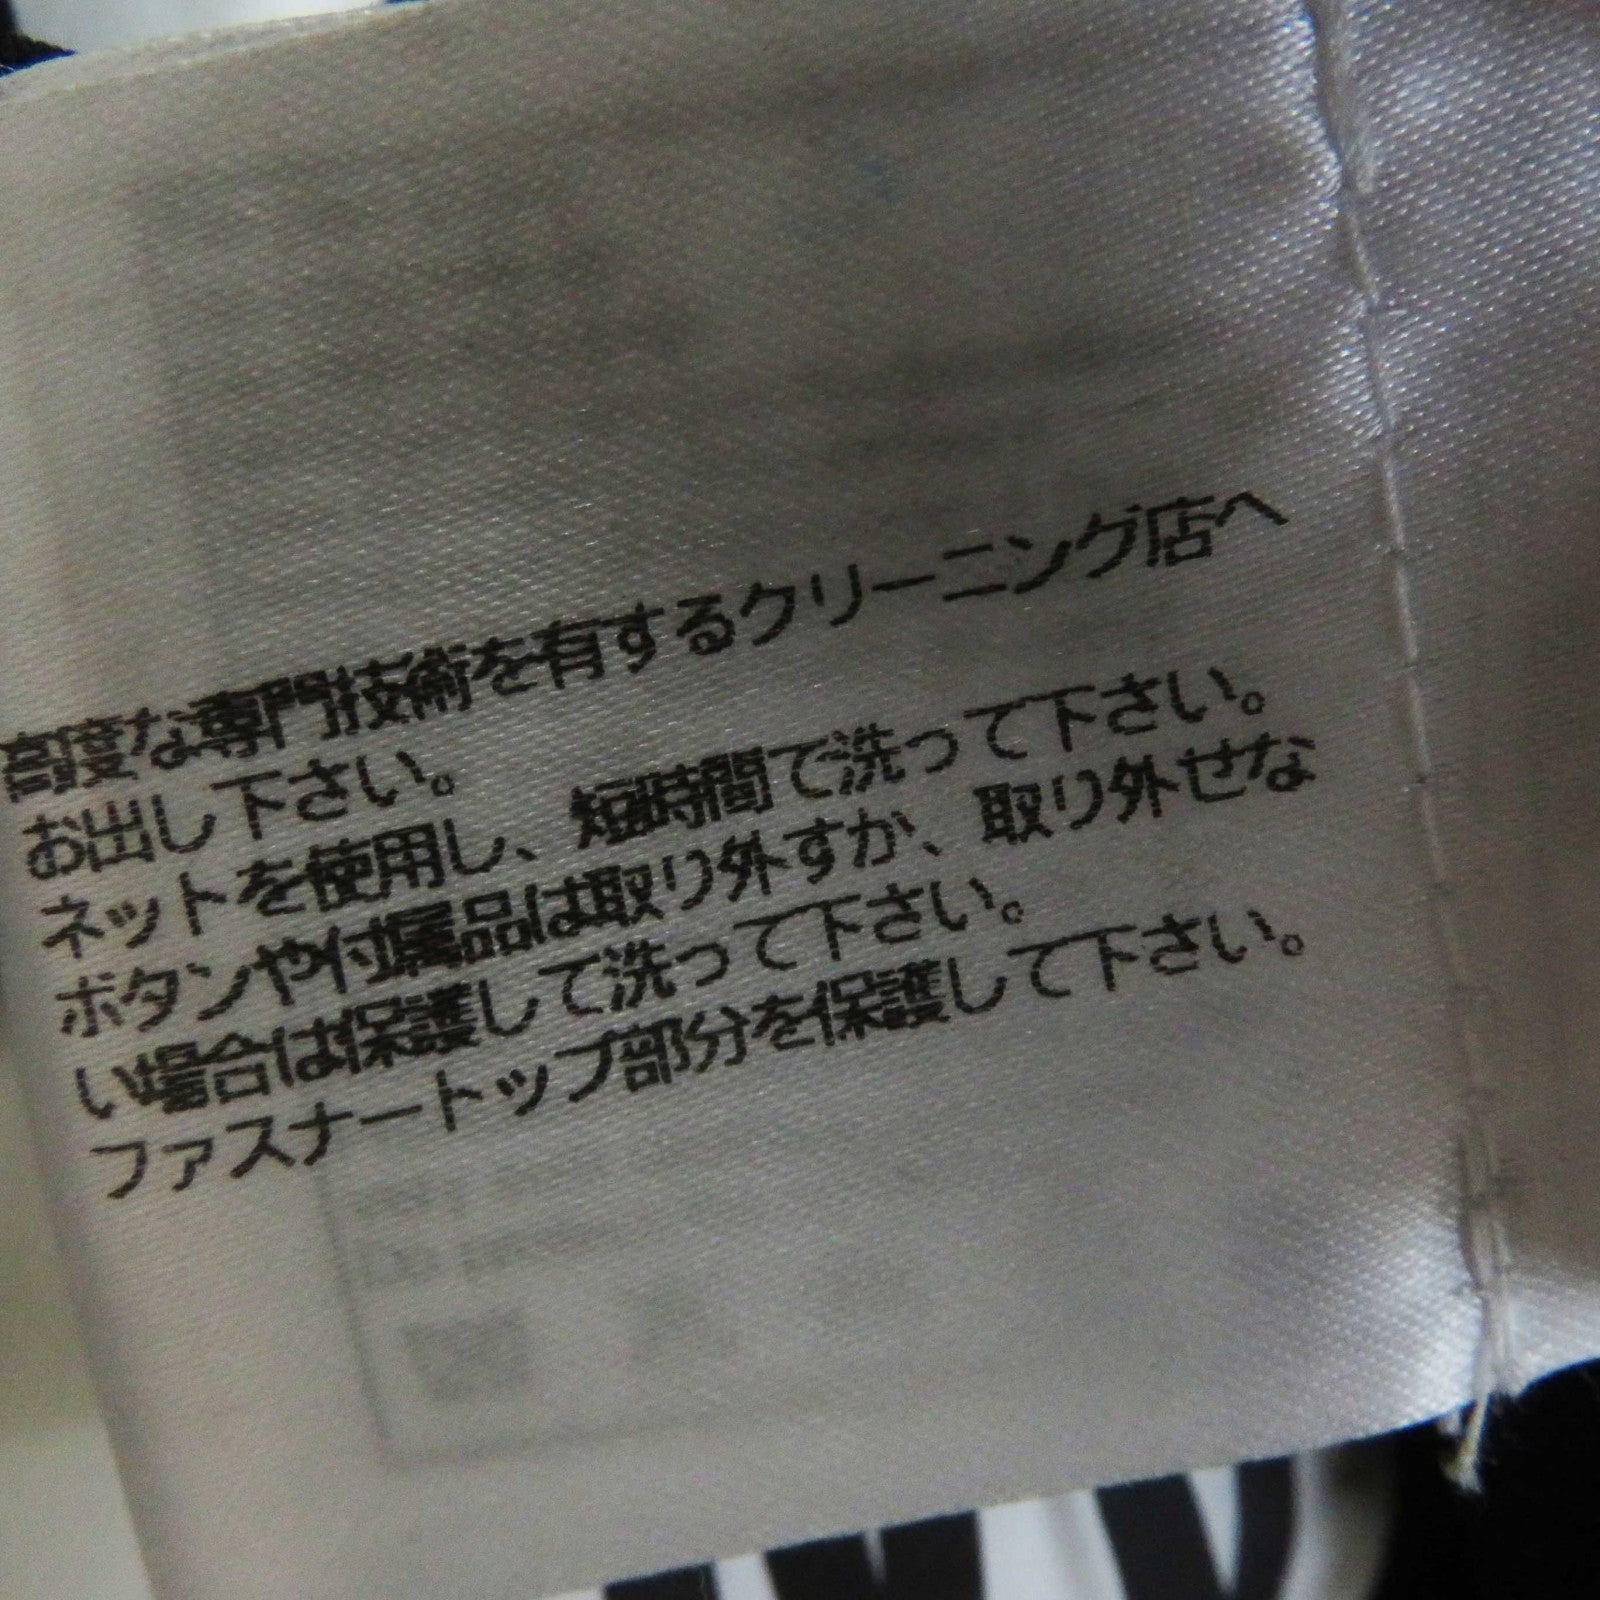 高度な専門技術を有するクリーニング店へ
お出し下さい。
ネットを使用し、短時間で洗って下さい。
ボタンや付属品は取り外すか、取り外せな
い場合は保護して洗って下さい。
ファスナートップ部分を保護して下さい。